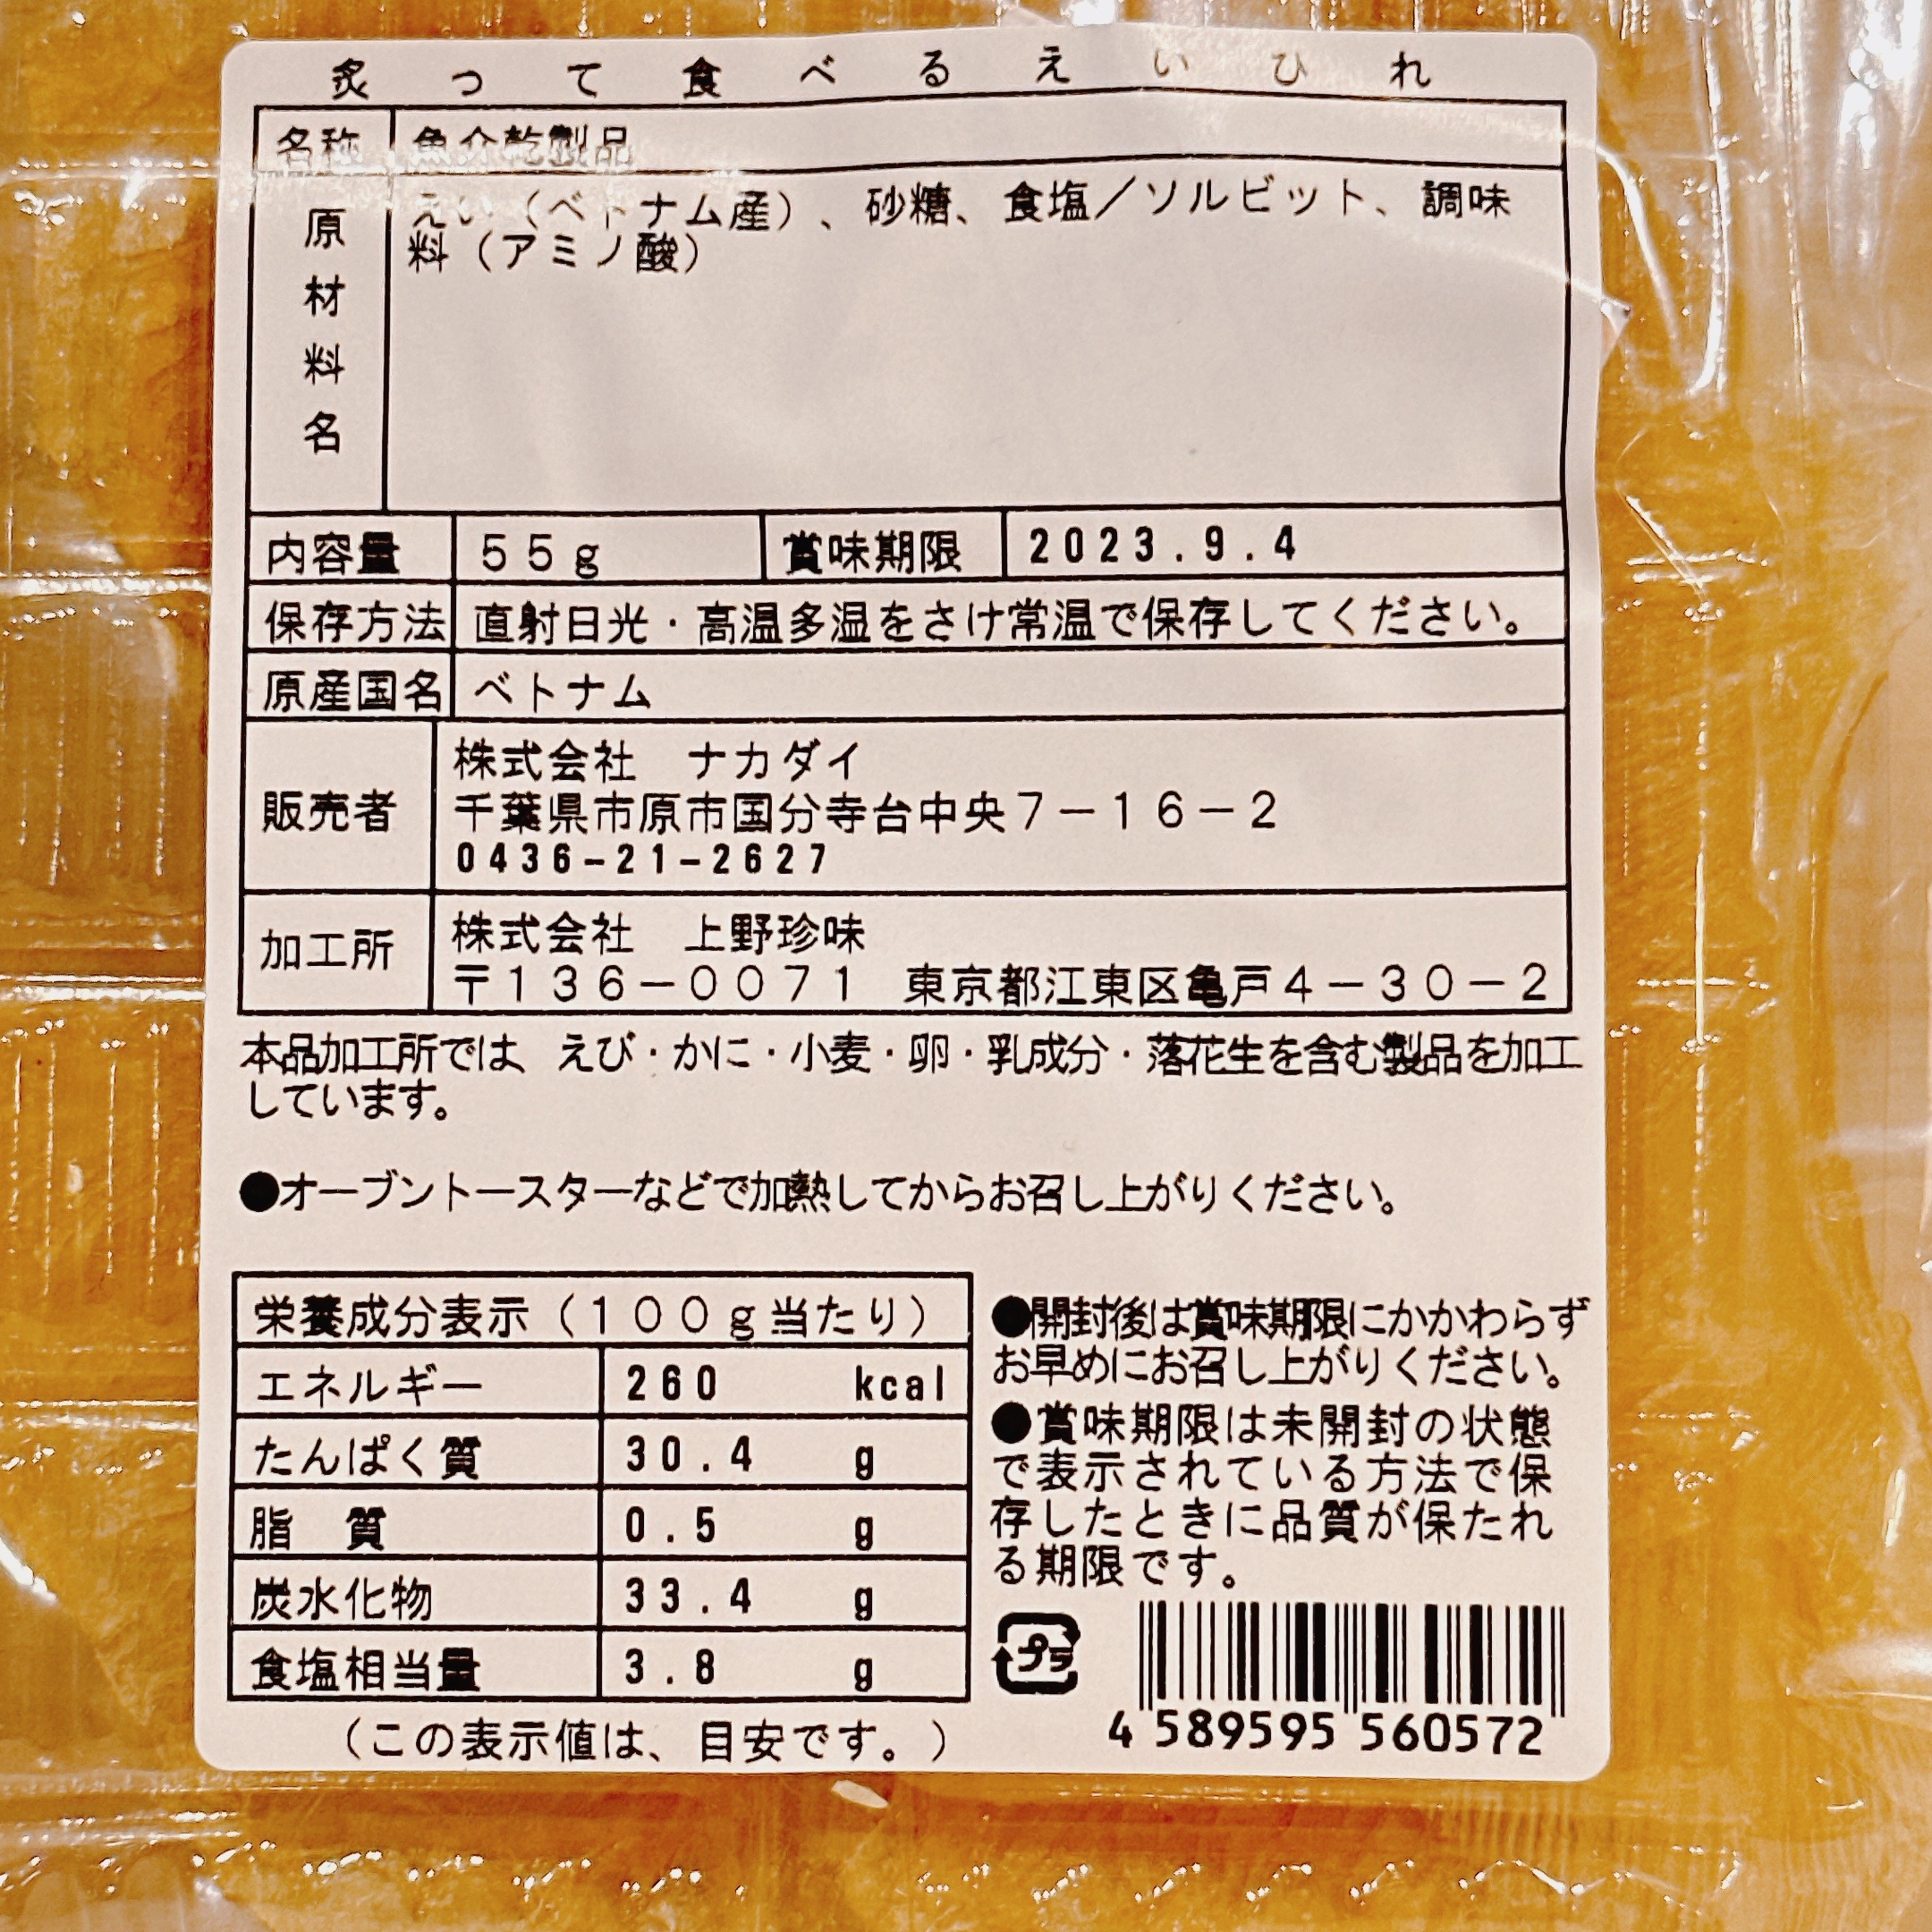 炙って食べるえいひれ
名称 魚介乾製品
原材料名 えい（ベトナム産）、砂糖、食塩／ソルビット、調味
料（アミノ酸）
内容量 55g 賞味期限 2023.9.4
保存方法 直射日光・高温多湿をさけ常温で保存してください。
原産国名 ベトナム
販売者 株式会社　ナカダイ
千葉県市原市国分寺台中央7－16－2
0436-21-2627
加工所 株式会社　上野珍味
〒136－0071　東京都江東区亀戸4－30－2
本品加工所では、えび・かに・小麦・卵・乳成分・落花生を含む製品を加工
しています。
●オーブントースターなどで加熱してからお召し上がりください。
栄養成分表示（100g当たり）
エネルギー 260 kcal
たんぱく質 30.4 g
脂　質 0.5 g
炭水化物 33.4 g
食塩相当量 3.8 g
（この表示値は、目安です。）
●開封後は賞味期限にかかわらず
お早めにお召し上がりください。
●賞味期限は未開封の状態
で表示されている方法で保
存したときに品質が保たれ
る期限です。
プラ
4 589595 560572